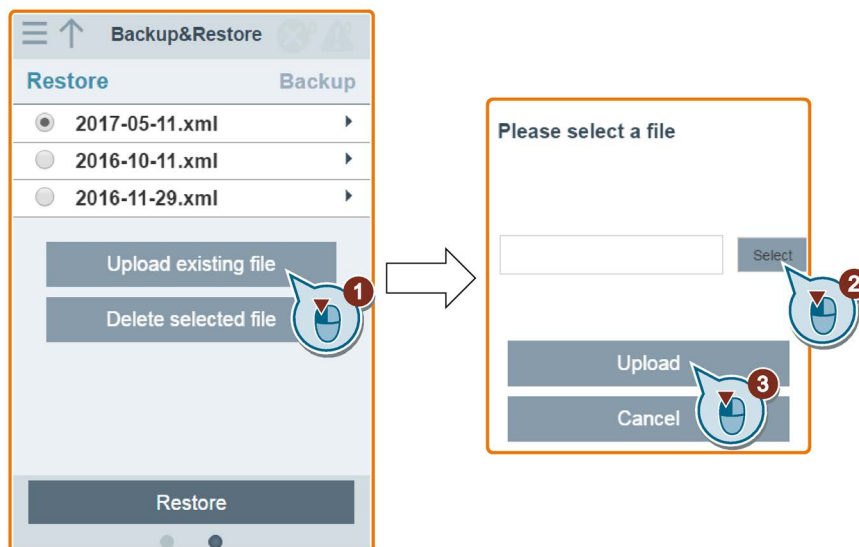 Backup&Restore
Restore Backup
2017-05-11.xml
2016-10-11.xml
2016-11-29.xml
Upload existing file
1
Delete selected file
Restore
Please select a file
Select
2
Upload
3
Cancel